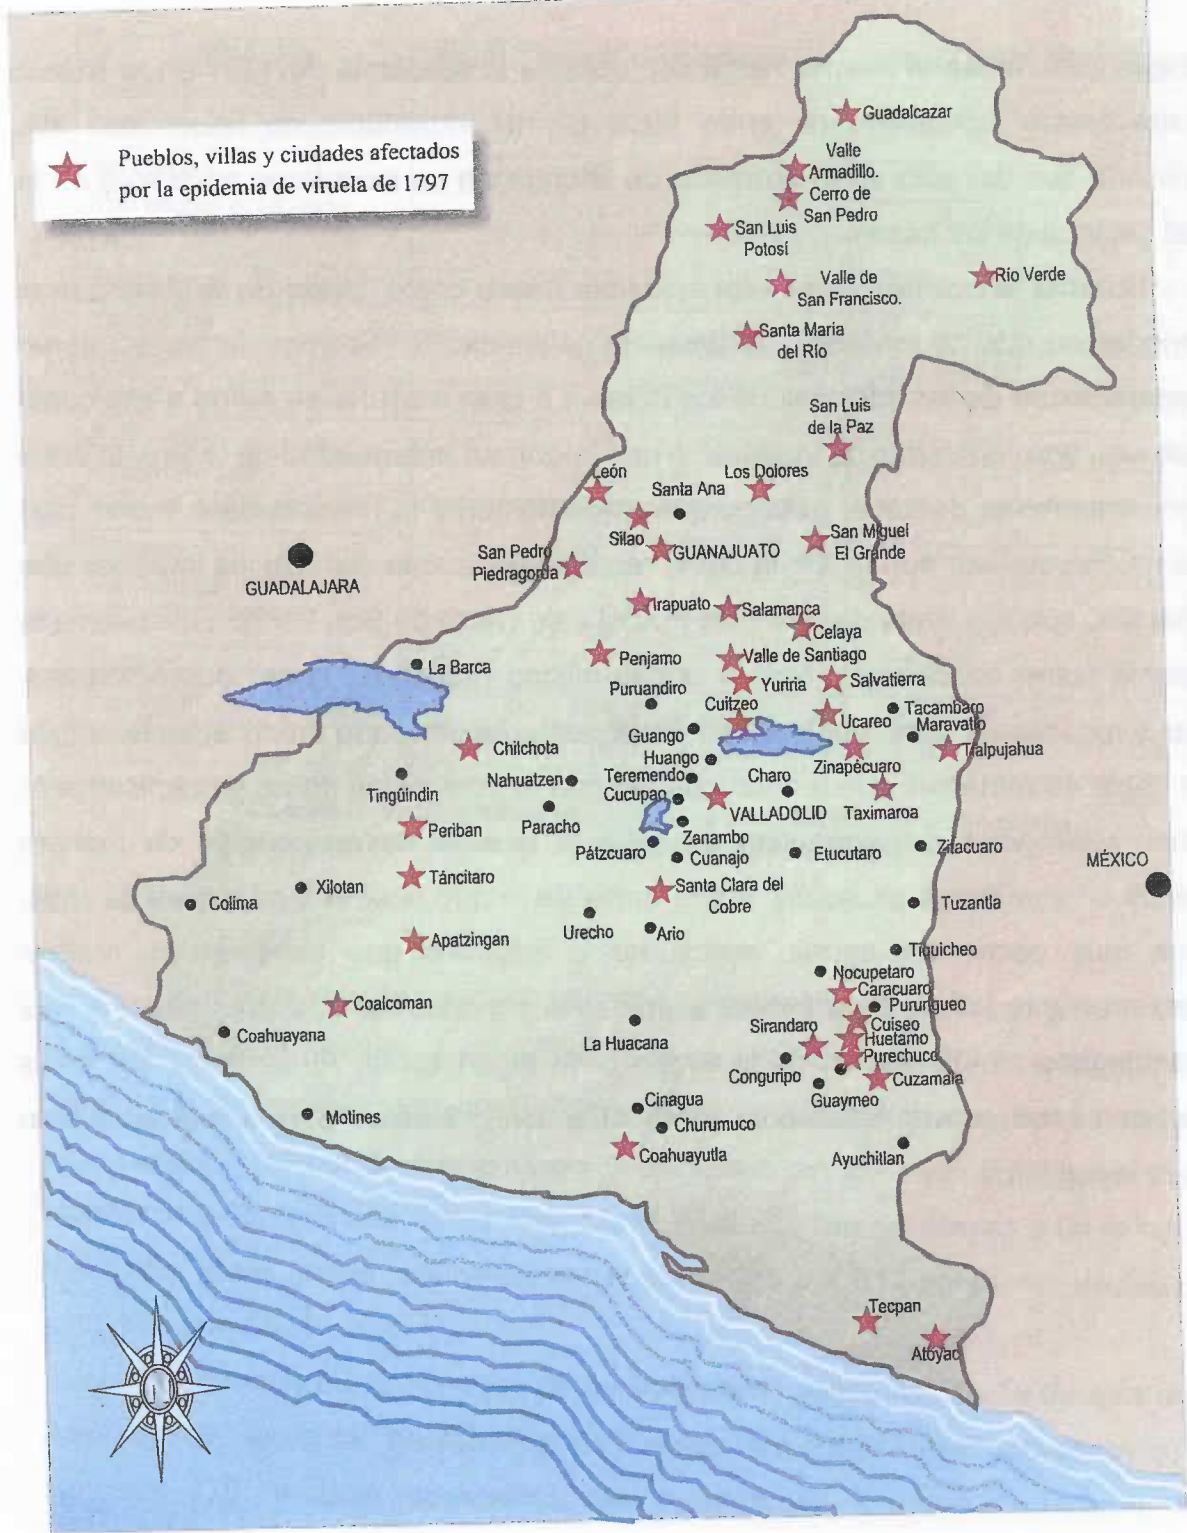 Pueblos, villas y ciudades afectados
por la epidemia de viruela de 1797
Guadalcazar
Valle
Armadillo.
Cerro de
San Pedro
San Luis
Potosí
Río Verde
Valle de
San Francisco.
Santa Maria
del Río
San Luis
de la Paz
León
Los Dolores
Santa Ana
Silao
San Miguel
El Grande
GUANAJUATO
San Pedro
Piedragorda
GUADALAJARA
Irapuato
Salamanca
Celaya
Penjamo
Valle de Santiago
La Barca
Yuriria
Salvatierra
Puruandiro
Cuitzeo
Tacambaro
Ucareo
Maravatio
Guango
Chilchota
Tlalpujahua
Huango
Zinapécuaro
Tingûindin
Nahuatzen
Teremendo
Charo
Cucupao
Taximaroa
VALLADOLID
Paracho
Periban
Zanambo
Pátzcuaro
Cuanajo
Etucutaro
Zitacuaro
MÉXICO
Táncitaro
Xilotan
Santa Clara del
Cobre
Colima
Tuzantla
Urecho
Ario
Apatzingan
Tiquicheo
Nocupetaro
Caracuaro
Coalcoman
Purungueo
Cuiseo
Sirandaro
Huetamo
Coahuayana
La Huacana
Purechuco
Conguripo
Cuzamala
Guaymeo
Cinagua
Motines
Churumuco
Coahuayutla
Ayuchitlan
Tecpan
Atoyac